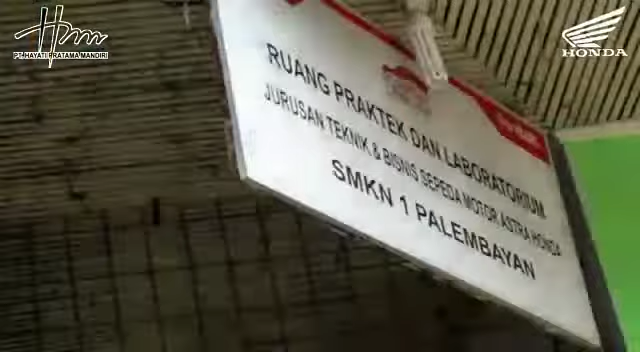 PT. HAYATI PRATAMA MANDIRI
HONDA
RUANG PRAKTEK DAN LABORATORIUM
JURUSAN TEKNIK & BISNIS SEPEDA MOTOR ASTRA HONDA
SMKN 1 PALEMBAYAN